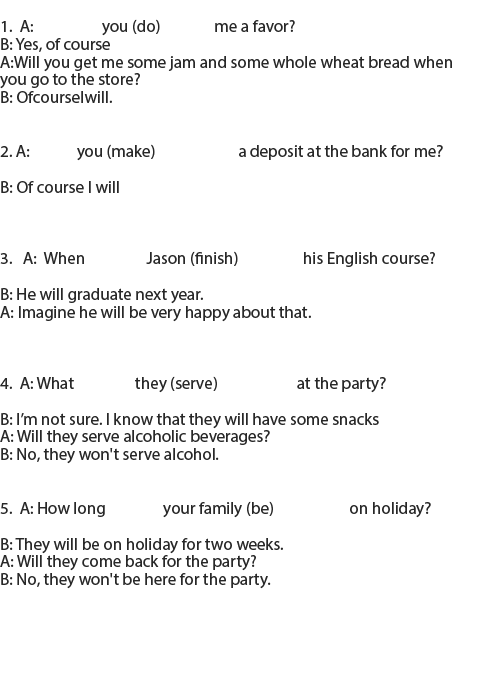 1. A: you (do) me a favor?
B: Yes, of course
A:Will you get me some jam and some whole wheat bread when
you go to the store?
B: OfcourseIwill.
2. A: you (make) a deposit at the bank for me?
B: Of course I will
3. A: When Jason (finish) his English course?
B: He will graduate next year.
A: Imagine he will be very happy about that.
4. A: What they (serve) at the party?
B: I’m not sure. I know that they will have some snacks
A: Will they serve alcoholic beverages?
B: No, they won't serve alcohol.
5. A: How long your family (be) on holiday?
B: They will be on holiday for two weeks.
A: Will they come back for the party?
B: No, they won't be here for the party.